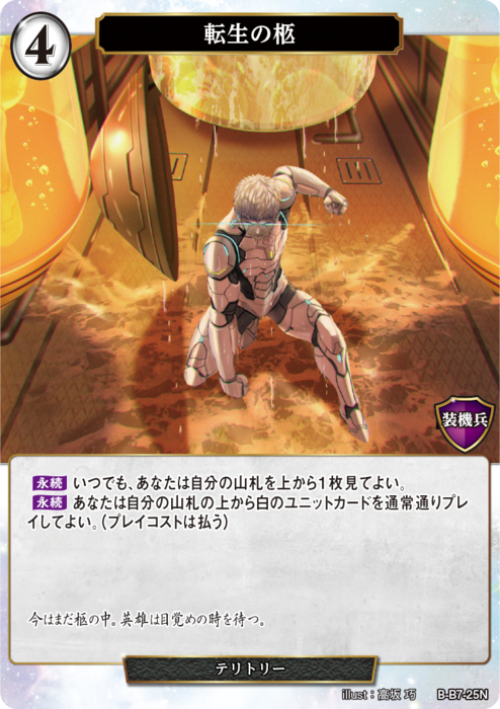 4
転生の柩
装機兵
永続 いつでも、あなたは自分の山札を上から1枚見てよい。
永続 あなたは自分の山札の上から白のユニットカードを通常通りプレ
イしてよい。(プレイコストは払う)
今はまだ柩の中。英雄は目覚めの時を待つ。
テリトリー
illust：高坂 巧 B-B7-25N